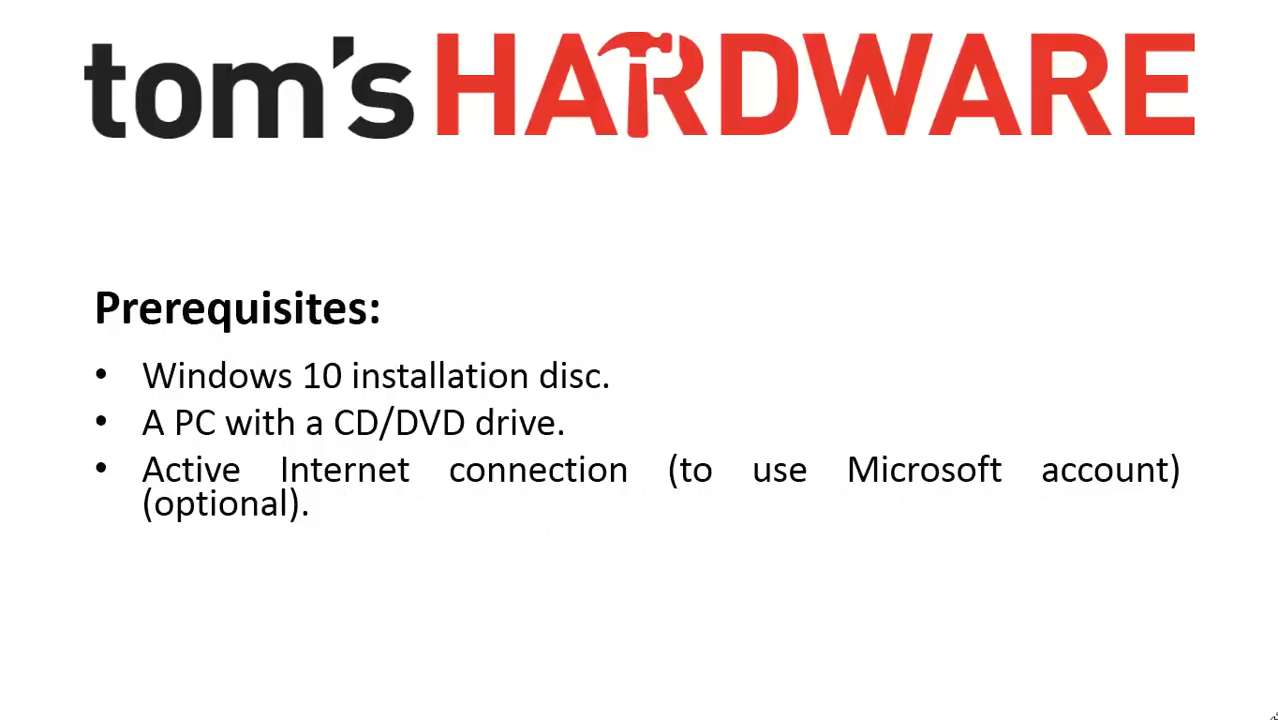 tom's HARDWARE
Prerequisites:
• Windows 10 installation disc.
• A PC with a CD/DVD drive.
• Active Internet connection (to use Microsoft account)
(optional).